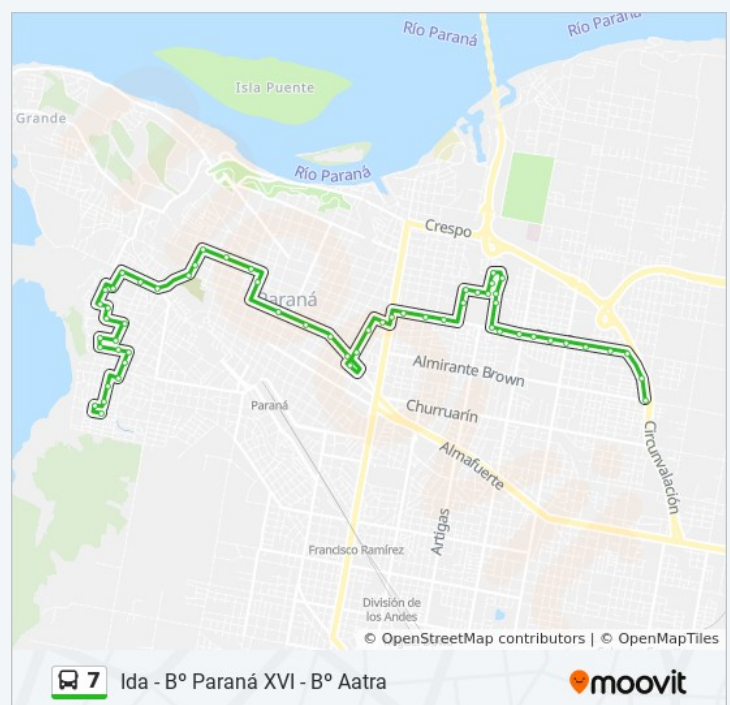 Río Paraná
Río Paraná
Isla Puente
Grande
Río Paraná
Crespo
Paraná
Almirante Brown
Paraná
Churruarín
Circunvalación
Almafuerte
Artigas
Francisco Ramírez
División de
los Andes
© OpenStreetMap contributors | © OpenMapTiles
7 Ida - Bº Paraná XVI - Bº Aatra
moovit